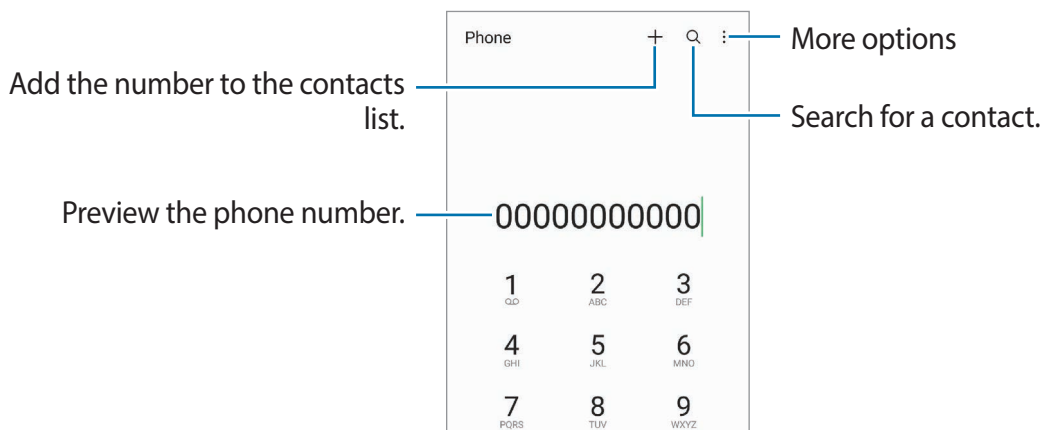 Phone
More options
Add the number to the contacts
list.
Search for a contact.
Preview the phone number.
00000000000
1 2 3
ABC DEF
4 5 6
GHI JKL MNO
7 8 9
PQRS TUV WXYZ